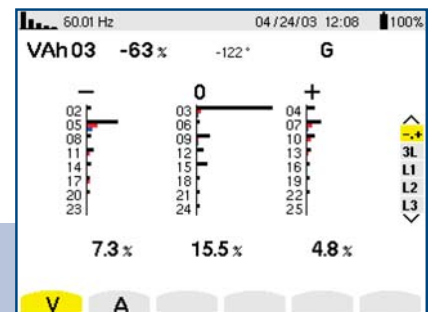 60.01 Hz 04/24/03 12:08 100%
VAh 03 -63 % -122° G
− 0 +
02 03 04
05 06 07
08 09 10
11 12 13
14 15 16
17 18 19
20 21 22
23 24 25
-.+
3L
L1
L2
L3
7.3 % 15.5 % 4.8 %
V A